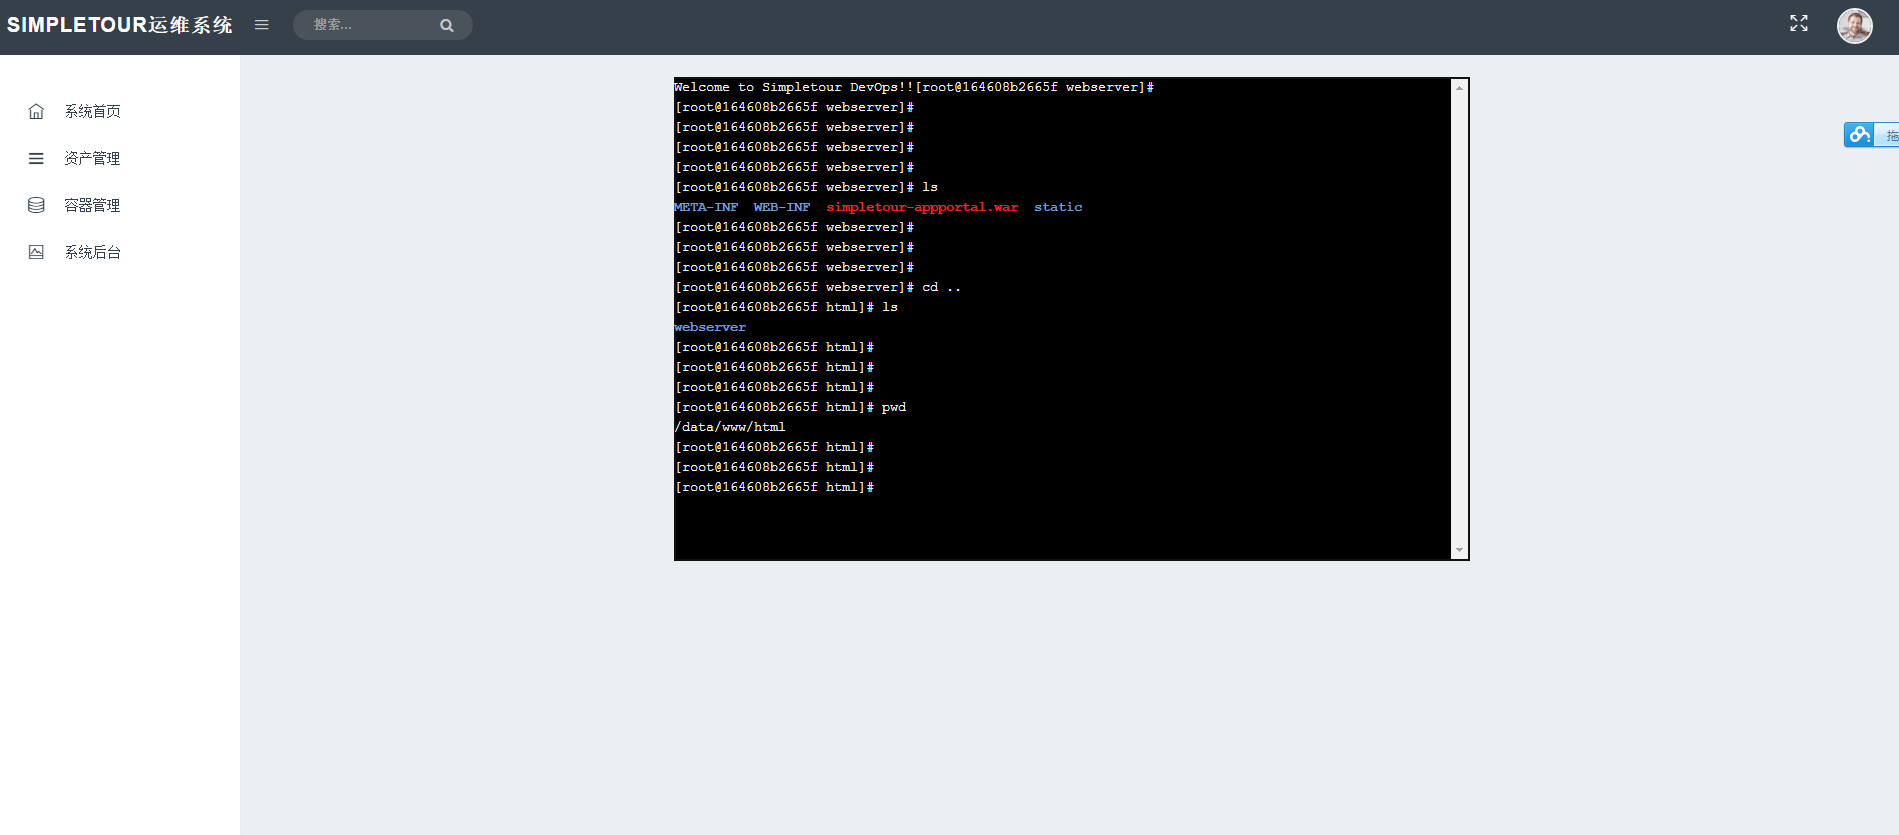 SIMPLETOUR运维系统
搜索...
系统首页
资产管理
容器管理
系统后台
Welcome to Simpletour DevOps!![root@164608b2665f webserver]#
[root@164608b2665f webserver]#
[root@164608b2665f webserver]#
[root@164608b2665f webserver]#
[root@164608b2665f webserver]#
[root@164608b2665f webserver]# ls
META-INF  WEB-INF  simpletour-appportal.war  static
[root@164608b2665f webserver]#
[root@164608b2665f webserver]#
[root@164608b2665f webserver]#
[root@164608b2665f webserver]# cd ..
[root@164608b2665f html]# ls
webserver
[root@164608b2665f html]#
[root@164608b2665f html]#
[root@164608b2665f html]#
[root@164608b2665f html]# pwd
/data/www/html
[root@164608b2665f html]#
[root@164608b2665f html]#
[root@164608b2665f html]#
拖